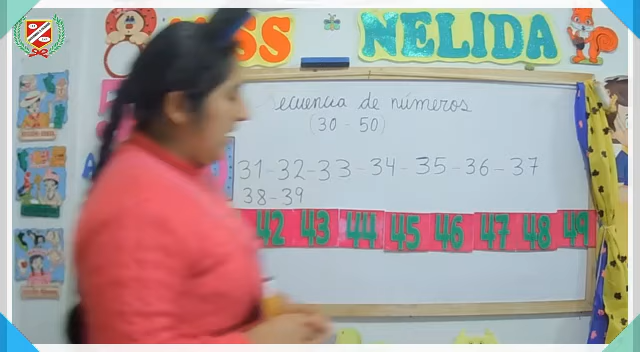 SS NELIDA
ecuencia de números
(30 - 50)
31-32-33-34-35-36-37
38-39
42 43 44 45 46 47 48 49